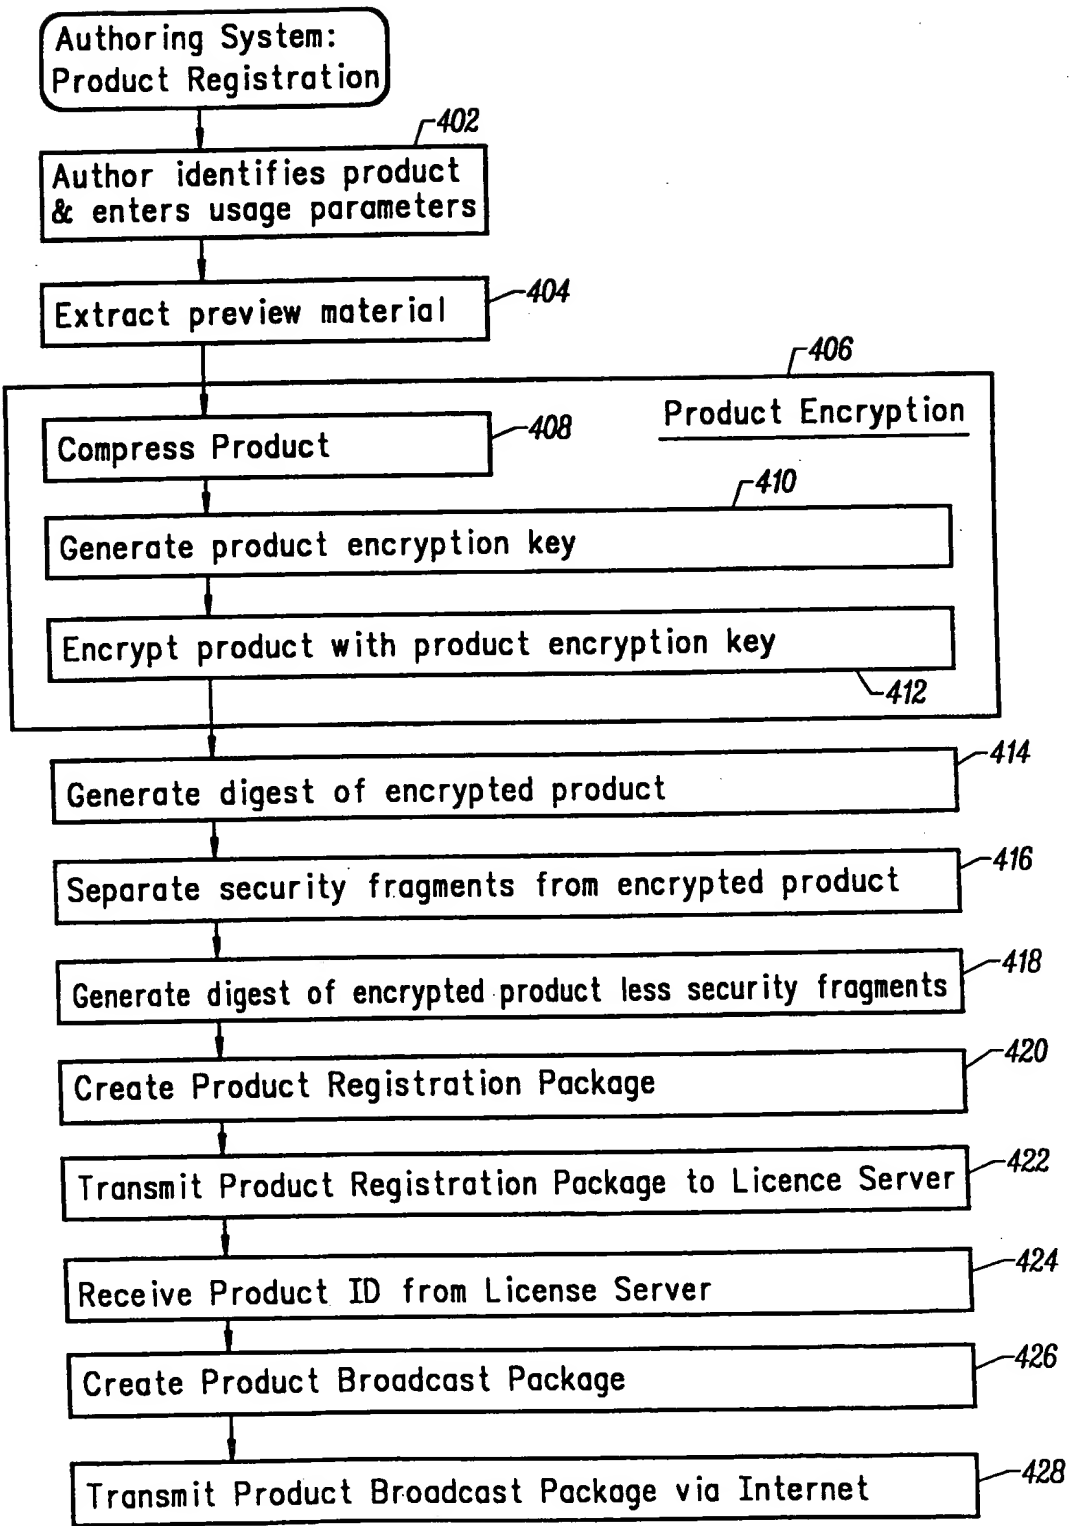 Authoring System:
Product Registration
402
Author identifies product
& enters usage parameters
404
Extract preview material
406
Product Encryption
408
Compress Product
410
Generate product encryption key
Encrypt product with product encryption key
412
414
Generate digest of encrypted product
416
Separate security fragments from encrypted product
418
Generate digest of encrypted product less security fragments
420
Create Product Registration Package
422
Transmit Product Registration Package to Licence Server
424
Receive Product ID from License Server
426
Create Product Broadcast Package
428
Transmit Product Broadcast Package via Internet